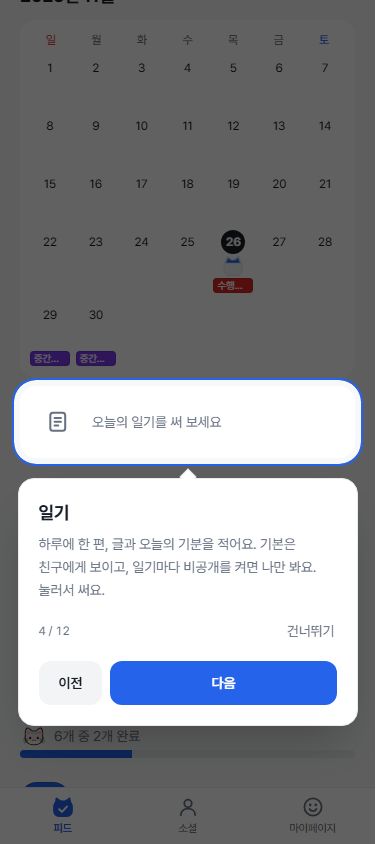 일 월 화 수 목 금 토
1 2 3 4 5 6 7
8 9 10 11 12 13 14
15 16 17 18 19 20 21
22 23 24 25 26 27 28
수행...
29 30
중간... 중간...
오늘의 일기를 써 보세요
일기
하루에 한 편, 글과 오늘의 기분을 적어요. 기본은
친구에게 보이고, 일기마다 비공개를 켜면 나만 봐요.
눌러서 써요.
4 / 12 건너뛰기
이전 다음
6개 중 2개 완료
피드 소셜 마이페이지